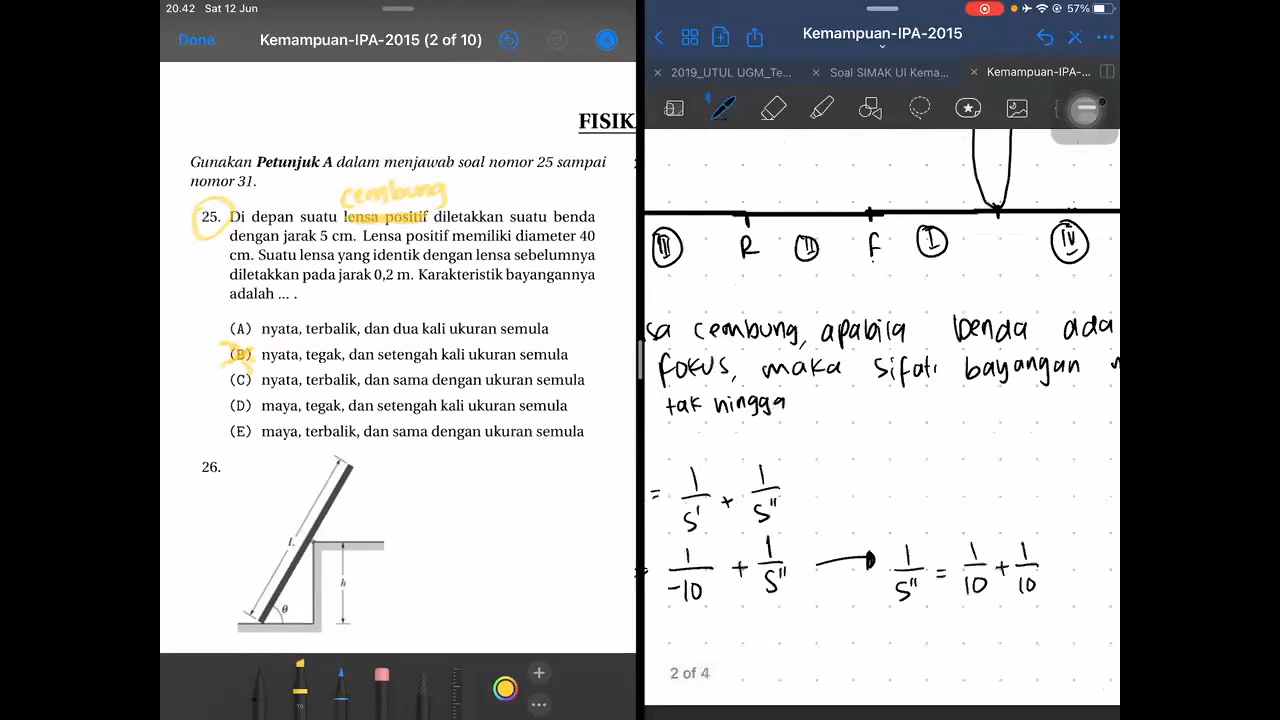 20.42 Sat 12 Jun
Done
Kemampuan-IPA-2015 (2 of 10)
FISIK
Gunakan Petunjuk A dalam menjawab soal nomor 25 sampai
nomor 31.
cembung
25. Di depan suatu lensa positif diletakkan suatu benda
dengan jarak 5 cm. Lensa positif memiliki diameter 40
cm. Suatu lensa yang identik dengan lensa sebelumnya
diletakkan pada jarak 0,2 m. Karakteristik bayangannya
adalah ... .
(A) nyata, terbalik, dan dua kali ukuran semula
(B) nyata, tegak, dan setengah kali ukuran semula
(C) nyata, terbalik, dan sama dengan ukuran semula
(D) maya, tegak, dan setengah kali ukuran semula
(E) maya, terbalik, dan sama dengan ukuran semula
26.
L
h
θ
57%
Kemampuan-IPA-2015
2019_UTUL UGM_Te...
Soal SIMAK UI Kema...
Kemampuan-IPA-...
III R II F I IV
sa cembung, apabila benda ada
fokus, maka sifat bayangan
tak hingga
= 1/S' + 1/S"
1/-10 + 1/S" → 1/S" = 1/10 + 1/10
2 of 4